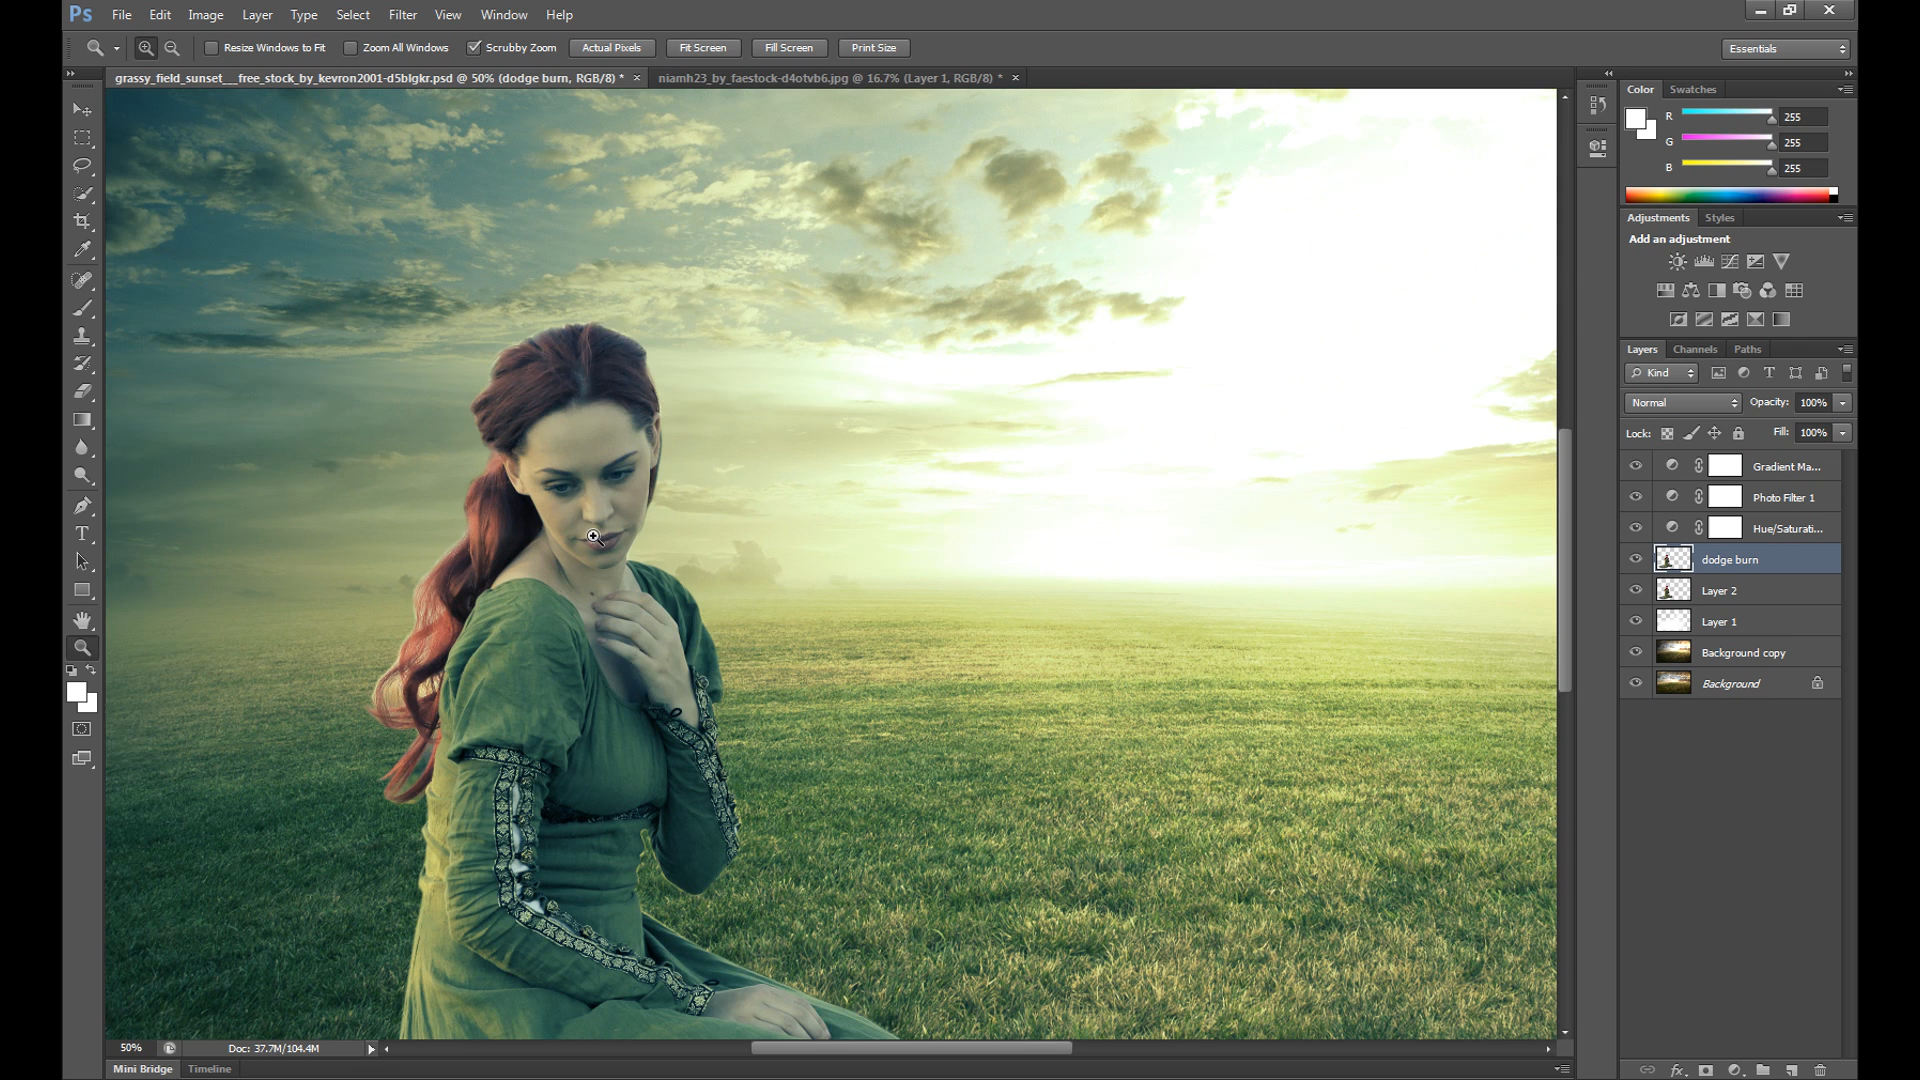 Ps File Edit Image Layer Type Select Filter View Window Help
Resize Windows to Fit Zoom All Windows Scrubby Zoom Actual Pixels Fit Screen Fill Screen Print Size Essentials
grassy_field_sunset___free_stock_by_kevron2001-d5blgkr.psd @ 50% (dodge burn, RGB/8) * × niamh23_by_faestock-d4otvb6.jpg @ 16.7% (Layer 1, RGB/8) * ×
Color Swatches
R 255
G 255
B 255
Adjustments Styles
Add an adjustment
Layers Channels Paths
Kind
Normal Opacity: 100%
Lock: Fill: 100%
Gradient Ma...
Photo Filter 1
Hue/Saturati...
dodge burn
Layer 2
Layer 1
Background copy
Background
50% Doc: 37.7M/104.4M
Mini Bridge Timeline
fx